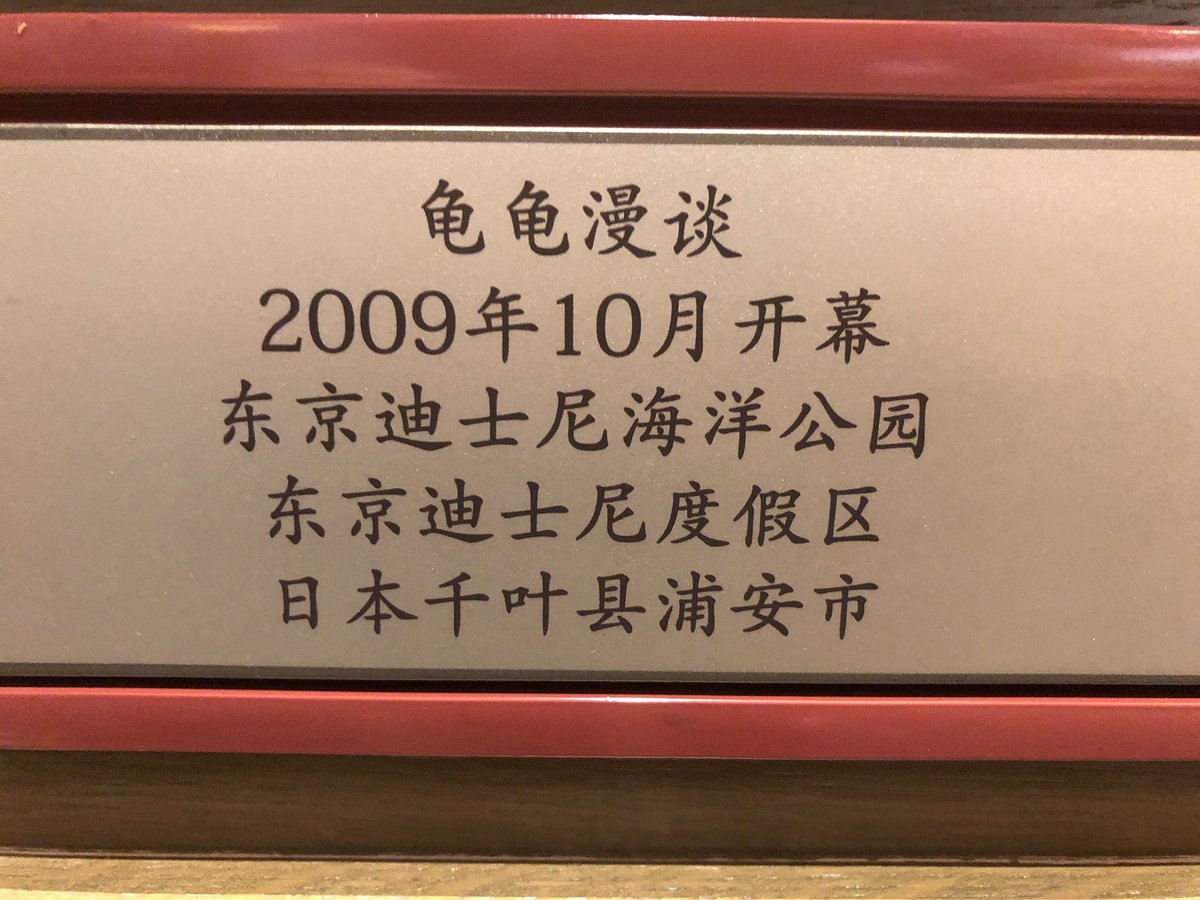 龟龟漫谈
2009年10月开幕
东京迪士尼海洋公园
东京迪士尼度假区
日本千叶县浦安市